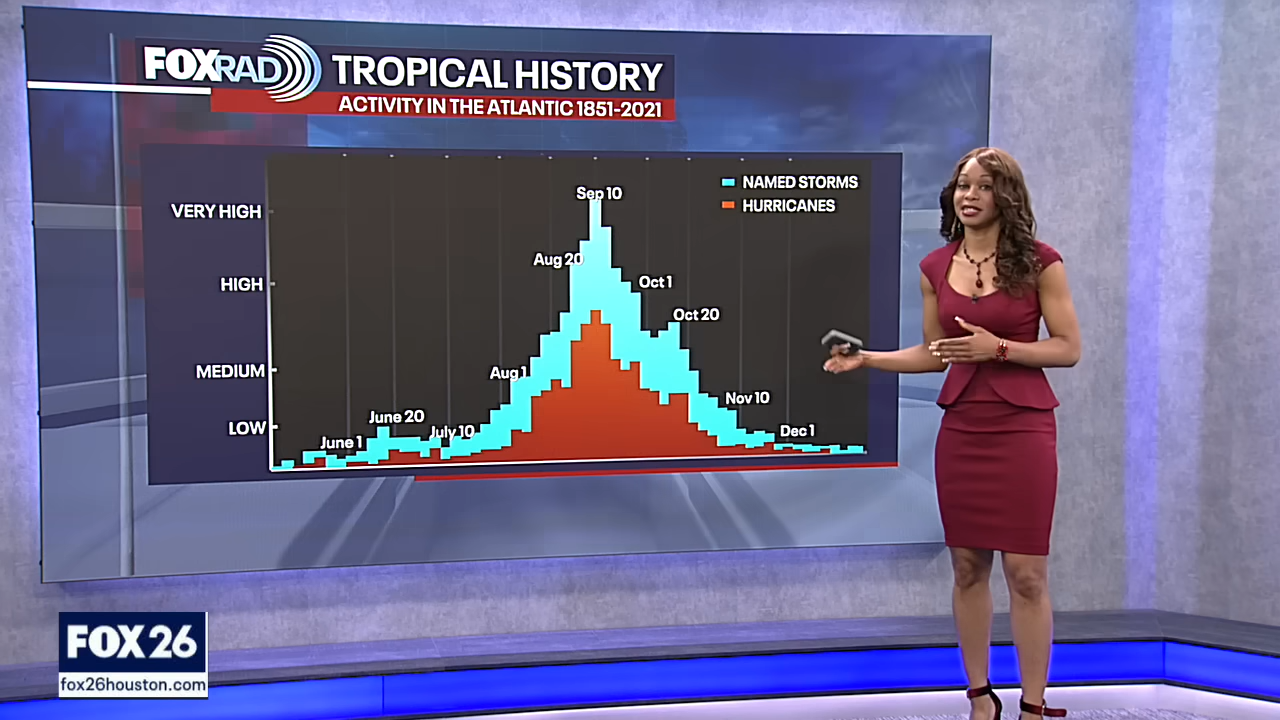 FOXRAD TROPICAL HISTORY
ACTIVITY IN THE ATLANTIC 1851-2021
NAMED STORMS
HURRICANES
VERY HIGH
HIGH
MEDIUM
LOW
Sep 10
Aug 20
Oct 1
Oct 20
Aug 1
Nov 10
June 20
July 10
Dec 1
June 1
FOX 26
fox26houston.com